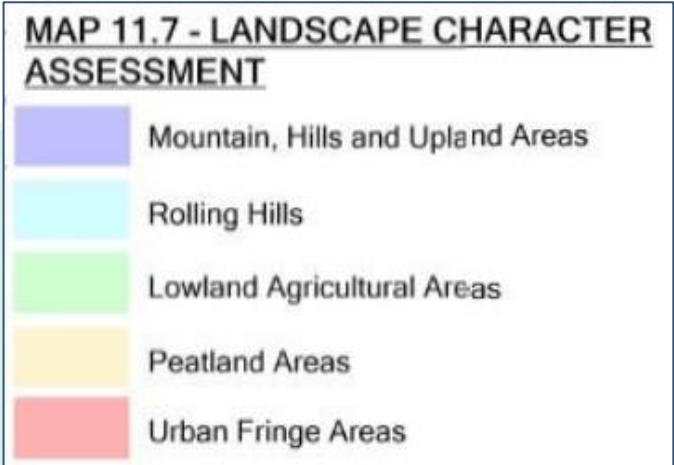 MAP 11.7 - LANDSCAPE CHARACTER
ASSESSMENT
Mountain, Hills and Upland Areas
Rolling Hills
Lowland Agricultural Areas
Peatland Areas
Urban Fringe Areas